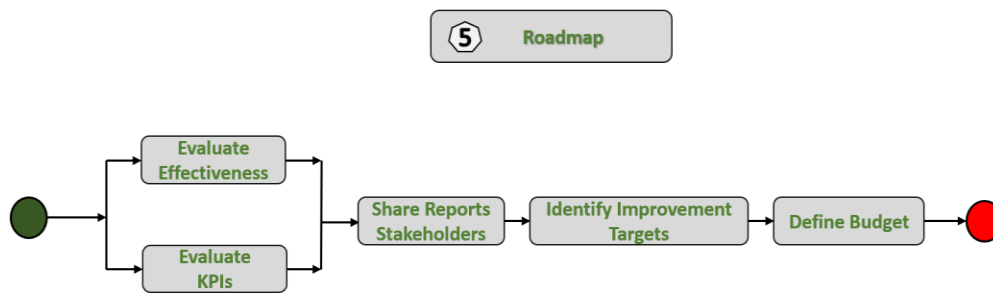 5 Roadmap
Evaluate
Effectiveness
Evaluate
KPIs
Share Reports
Stakeholders
Identify Improvement
Targets
Define Budget